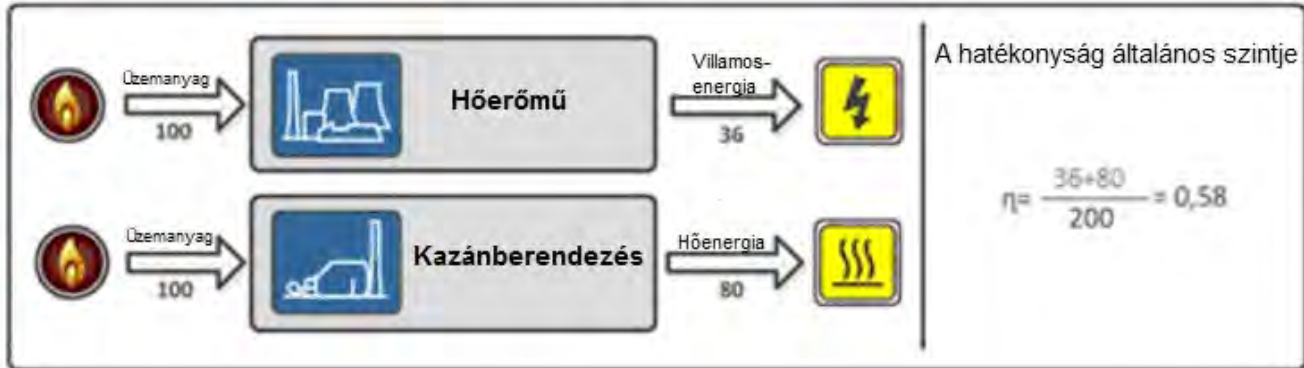 Üzemanyag
100
Hőerőmű
Villamos-
energia
36
Üzemanyag
100
Kazánberendezés
Hőenergia
80
A hatékonyság általános szintje
η= 36+80 / 200 = 0,58